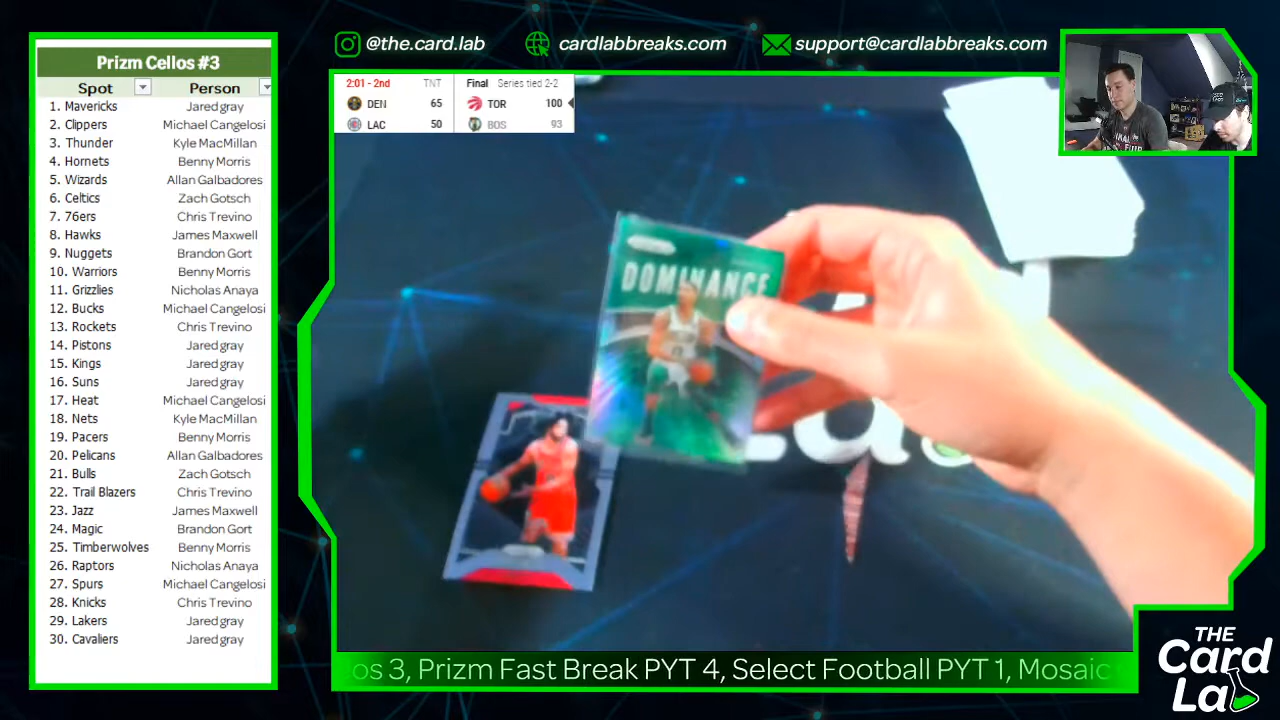 @the.card.lab
cardlabbreaks.com
support@cardlabbreaks.com
Prizm Cellos #3
Spot Person
1. Mavericks Jared gray
2. Clippers Michael Cangelosi
3. Thunder Kyle MacMillan
4. Hornets Benny Morris
5. Wizards Allan Galbadores
6. Celtics Zach Gotsch
7. 76ers Chris Trevino
8. Hawks James Maxwell
9. Nuggets Brandon Gort
10. Warriors Benny Morris
11. Grizzlies Nicholas Anaya
12. Bucks Michael Cangelosi
13. Rockets Chris Trevino
14. Pistons Jared gray
15. Kings Jared gray
16. Suns Jared gray
17. Heat Michael Cangelosi
18. Nets Kyle MacMillan
19. Pacers Benny Morris
20. Pelicans Allan Galbadores
21. Bulls Zach Gotsch
22. Trail Blazers Chris Trevino
23. Jazz James Maxwell
24. Magic Brandon Gort
25. Timberwolves Benny Morris
26. Raptors Nicholas Anaya
27. Spurs Michael Cangelosi
28. Knicks Chris Trevino
29. Lakers Jared gray
30. Cavaliers Jared gray
2:01 - 2nd TNT
DEN 65
LAC 50
Final Series tied 2-2
TOR 100
BOS 93
DOMINANCE
os 3, Prizm Fast Break PYT 4, Select Football PYT 1, Mosaic
THE
Card
Lab